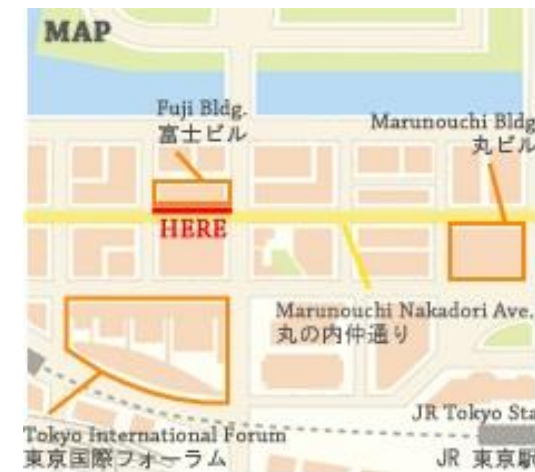 MAP
Fuji Bldg.
富士ビル
Marunouchi Bldg
丸ビル
HERE
Marunouchi Nakadori Ave.
丸の内仲通り
JR Tokyo Sta
Tokyo International Forum
東京国際フォーラム
JR 東京駅